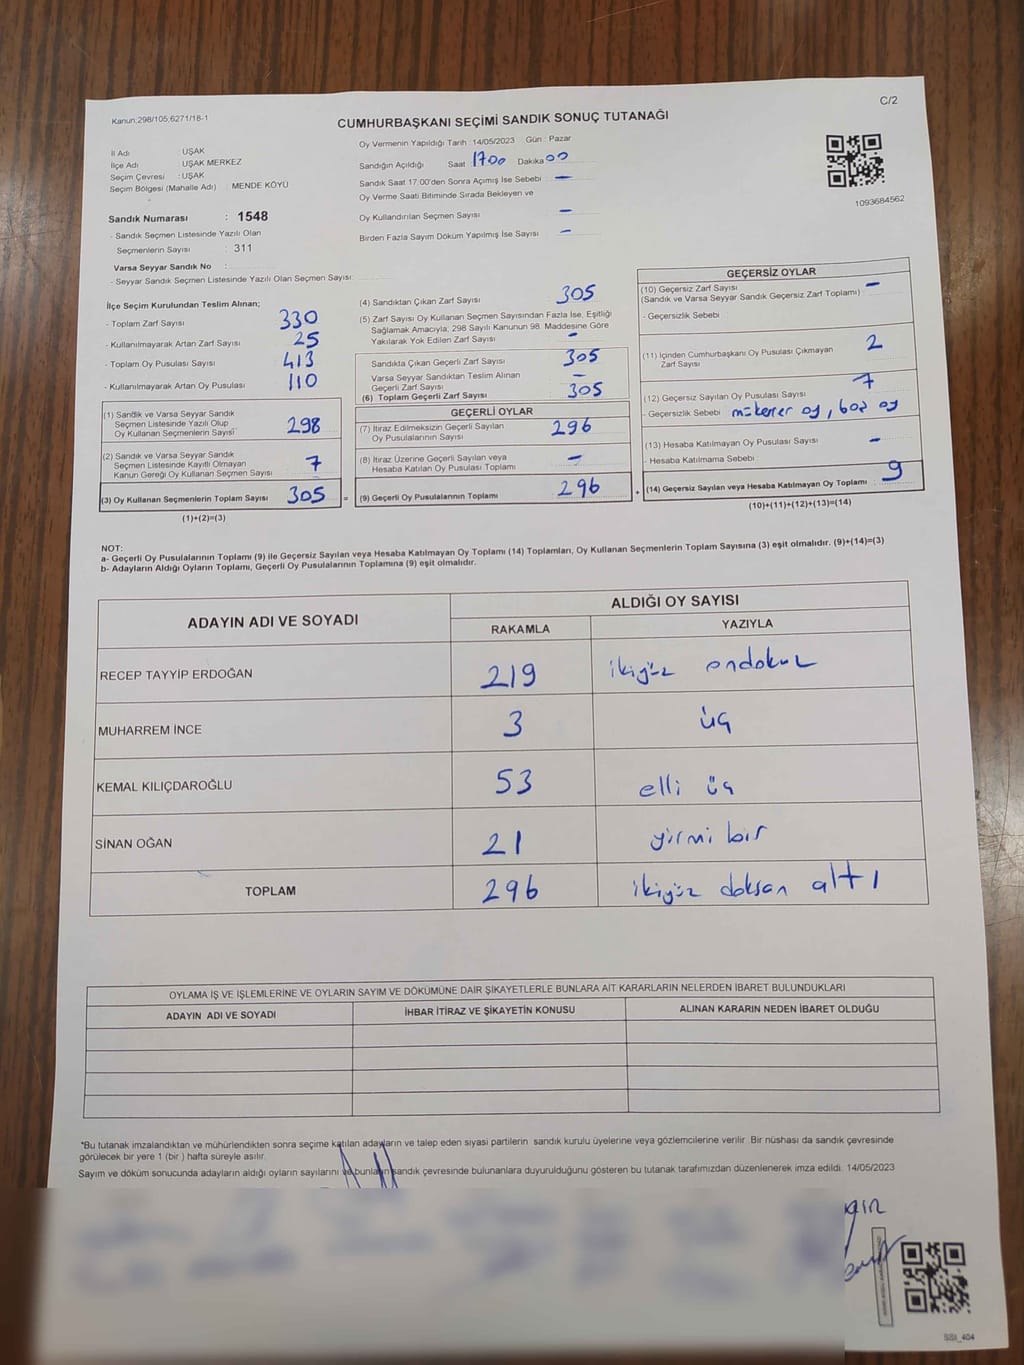 C/2
Kanun;298/105;6271/18-1
CUMHURBAŞKANI SEÇİMİ SANDIK SONUÇ TUTANAĞI
İl Adı : UŞAK
İlçe Adı : UŞAK MERKEZ
Seçim Çevresi : UŞAK
Seçim Bölgesi (Mahalle Adı) : MENDE KÖYÜ
Sandık Numarası : 1548
- Sandık Seçmen Listesinde Yazılı Olan
Seçmenlerin Sayısı : 311
Varsa Seyyar Sandık No :
- Seyyar Sandık Seçmen Listesinde Yazılı Olan Seçmen Sayısı:
Oy Vermenin Yapıldığı Tarih : 14/05/2023 Gün : Pazar
Sandığın Açıldığı Saat 1700 Dakika 00
Sandık Saat 17:00'den Sonra Açımış İse Sebebi : –
Oy Verme Saati Bitiminde Sırada Bekleyen ve
Oy Kullandırılan Seçmen Sayısı : –
Birden Fazla Sayım Döküm Yapılmış İse Sayısı : –
1093684562
İlçe Seçim Kurulundan Teslim Alınan;
- Toplam Zarf Sayısı : 330
- Kullanılmayarak Artan Zarf Sayısı : 25
- Toplam Oy Pusulası Sayısı : 413
- Kullanılmayarak Artan Oy Pusulası : 110
(1) Sandık ve Varsa Seyyar Sandık
Seçmen Listesinde Yazılı Olup
Oy Kullanan Seçmenlerin Sayısı : 298
(2) Sandık ve Varsa Seyyar Sandık
Seçmen Listesinde Kayıtlı Olmayan
Kanun Gereği Oy Kullanan Seçmen Sayısı : 7
(3) Oy Kullanan Seçmenlerin Toplam Sayısı : 305 =
(1)+(2)=(3)
(4) Sandıktan Çıkan Zarf Sayısı : 305
(5) Zarf Sayısı Oy Kullanan Seçmen Sayısından Fazla İse, Eşitliği
Sağlamak Amacıyla; 298 Sayılı Kanunun 98. Maddesine Göre
Yakılarak Yok Edilen Zarf Sayısı : –
Sandıkta Çıkan Geçerli Zarf Sayısı : 305
Varsa Seyyar Sandıktan Teslim Alınan
Geçerli Zarf Sayısı : –
(6) Toplam Geçerli Zarf Sayısı : 305
GEÇERLİ OYLAR
(7) İtiraz Edilmeksizin Geçerli Sayılan
Oy Pusulalarının Sayısı : 296
(8) İtiraz Üzerine Geçerli Sayılan veya
Hesaba Katılan Oy Pusulası Toplamı : –
(9) Geçerli Oy Pusulalarının Toplamı : 296 +
GEÇERSİZ OYLAR
(10) Geçersiz Zarf Sayısı : –
(Sandık ve Varsa Seyyar Sandık Geçersiz Zarf Toplamı)
- Geçersizlik Sebebi :
(11) İçinden Cumhurbaşkanı Oy Pusulası Çıkmayan
Zarf Sayısı : 2
(12) Geçersiz Sayılan Oy Pusulası Sayısı : 7
- Geçersizlik Sebebi : mükerrer oy, boz oy
(13) Hesaba Katılmayan Oy Pusulası Sayısı : –
- Hesaba Katılmama Sebebi :
(14) Geçersiz Sayılan veya Hesaba Katılmayan Oy Toplamı : 9
(10)+(11)+(12)+(13)=(14)
NOT:
a- Geçerli Oy Pusulalarının Toplamı (9) ile Geçersiz Sayılan veya Hesaba Katılmayan Oy Toplamı (14) Toplamları, Oy Kullanan Seçmenlerin Toplam Sayısına (3) eşit olmalıdır. (9)+(14)=(3)
b- Adayların Aldığı Oyların Toplamı, Geçerli Oy Pusulalarının Toplamına (9) eşit olmalıdır.
ADAYIN ADI VE SOYADI ALDIĞI OY SAYISI
RAKAMLA YAZIYLA
RECEP TAYYİP ERDOĞAN 219 ikiyüz ondokuz
MUHARREM İNCE 3 üç
KEMAL KILIÇDAROĞLU 53 elli üç
SİNAN OĞAN 21 yirmi bir
TOPLAM 296 ikiyüz doksan altı
OYLAMA İŞ VE İŞLEMLERİNE VE OYLARIN SAYIM VE DÖKÜMÜNE DAİR ŞİKAYETLERLE BUNLARA AİT KARARLARIN NELERDEN İBARET BULUNDUKLARI
ADAYIN ADI VE SOYADI İHBAR İTİRAZ VE ŞİKAYETİN KONUSU ALINAN KARARIN NEDEN İBARET OLDUĞU
*Bu tutanak imzalandıktan ve mühürlendikten sonra seçime katılan adayların ve talep eden siyasi partilerin sandık kurulu üyelerine veya gözlemcilerine verilir. Bir nüshası da sandık çevresinde
görülecek bir yere 1 (bir ) hafta süreyle asılır.
Sayım ve döküm sonucunda adayların aldığı oyların sayılarını ve bunların sandık çevresinde bulunanlara duyurulduğunu gösteren bu tutanak tarafımızdan düzenlenerek imza edildi. 14/05/2023
SSI_404